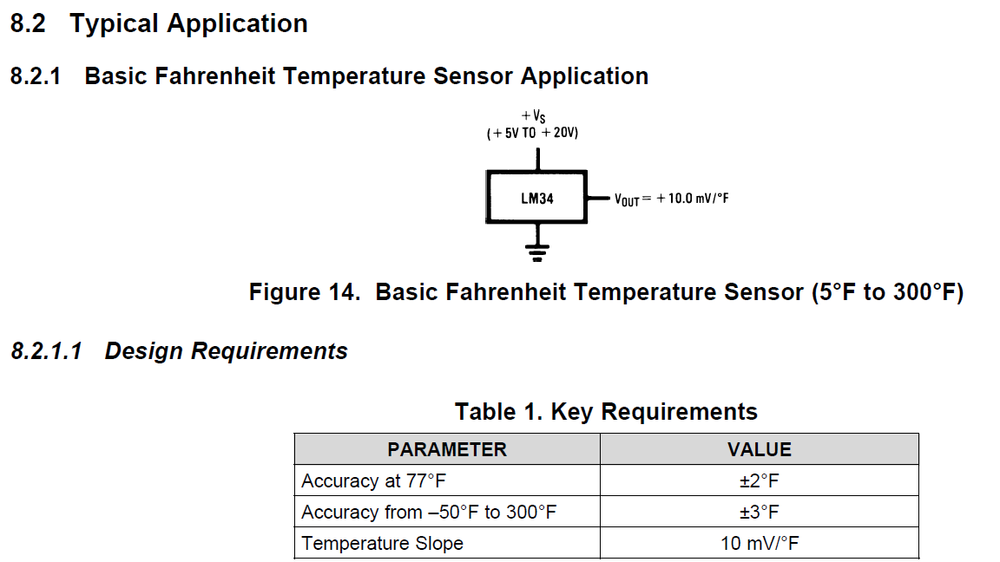 8.2 Typical Application
8.2.1 Basic Fahrenheit Temperature Sensor Application
+VS
(+5V TO +20V)
LM34
VOUT= +10.0 mV/°F
Figure 14. Basic Fahrenheit Temperature Sensor (5°F to 300°F)
8.2.1.1 Design Requirements
Table 1. Key Requirements
PARAMETER VALUE
Accuracy at 77°F ±2°F
Accuracy from –50°F to 300°F ±3°F
Temperature Slope 10 mV/°F